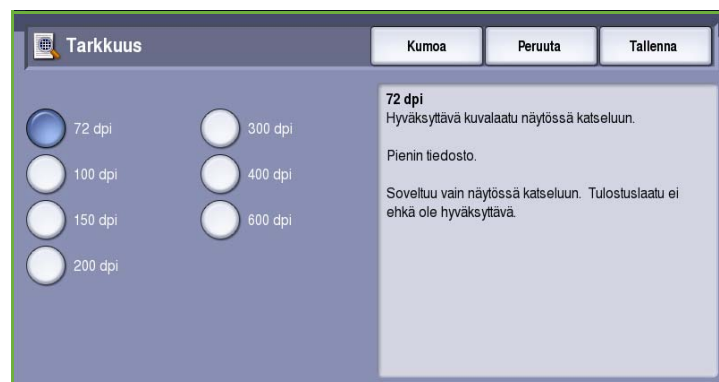 Tarkkuus
Kumoa
Peruuta
Tallenna
72 dpi
100 dpi
150 dpi
200 dpi
300 dpi
400 dpi
600 dpi
72 dpi
Hyväksyttävä kuvalaatu näytössä katseluun.
Pienin tiedosto.
Soveltuu vain näytössä katseluun. Tulostuslaatu ei
ehkä ole hyväksyttävä.